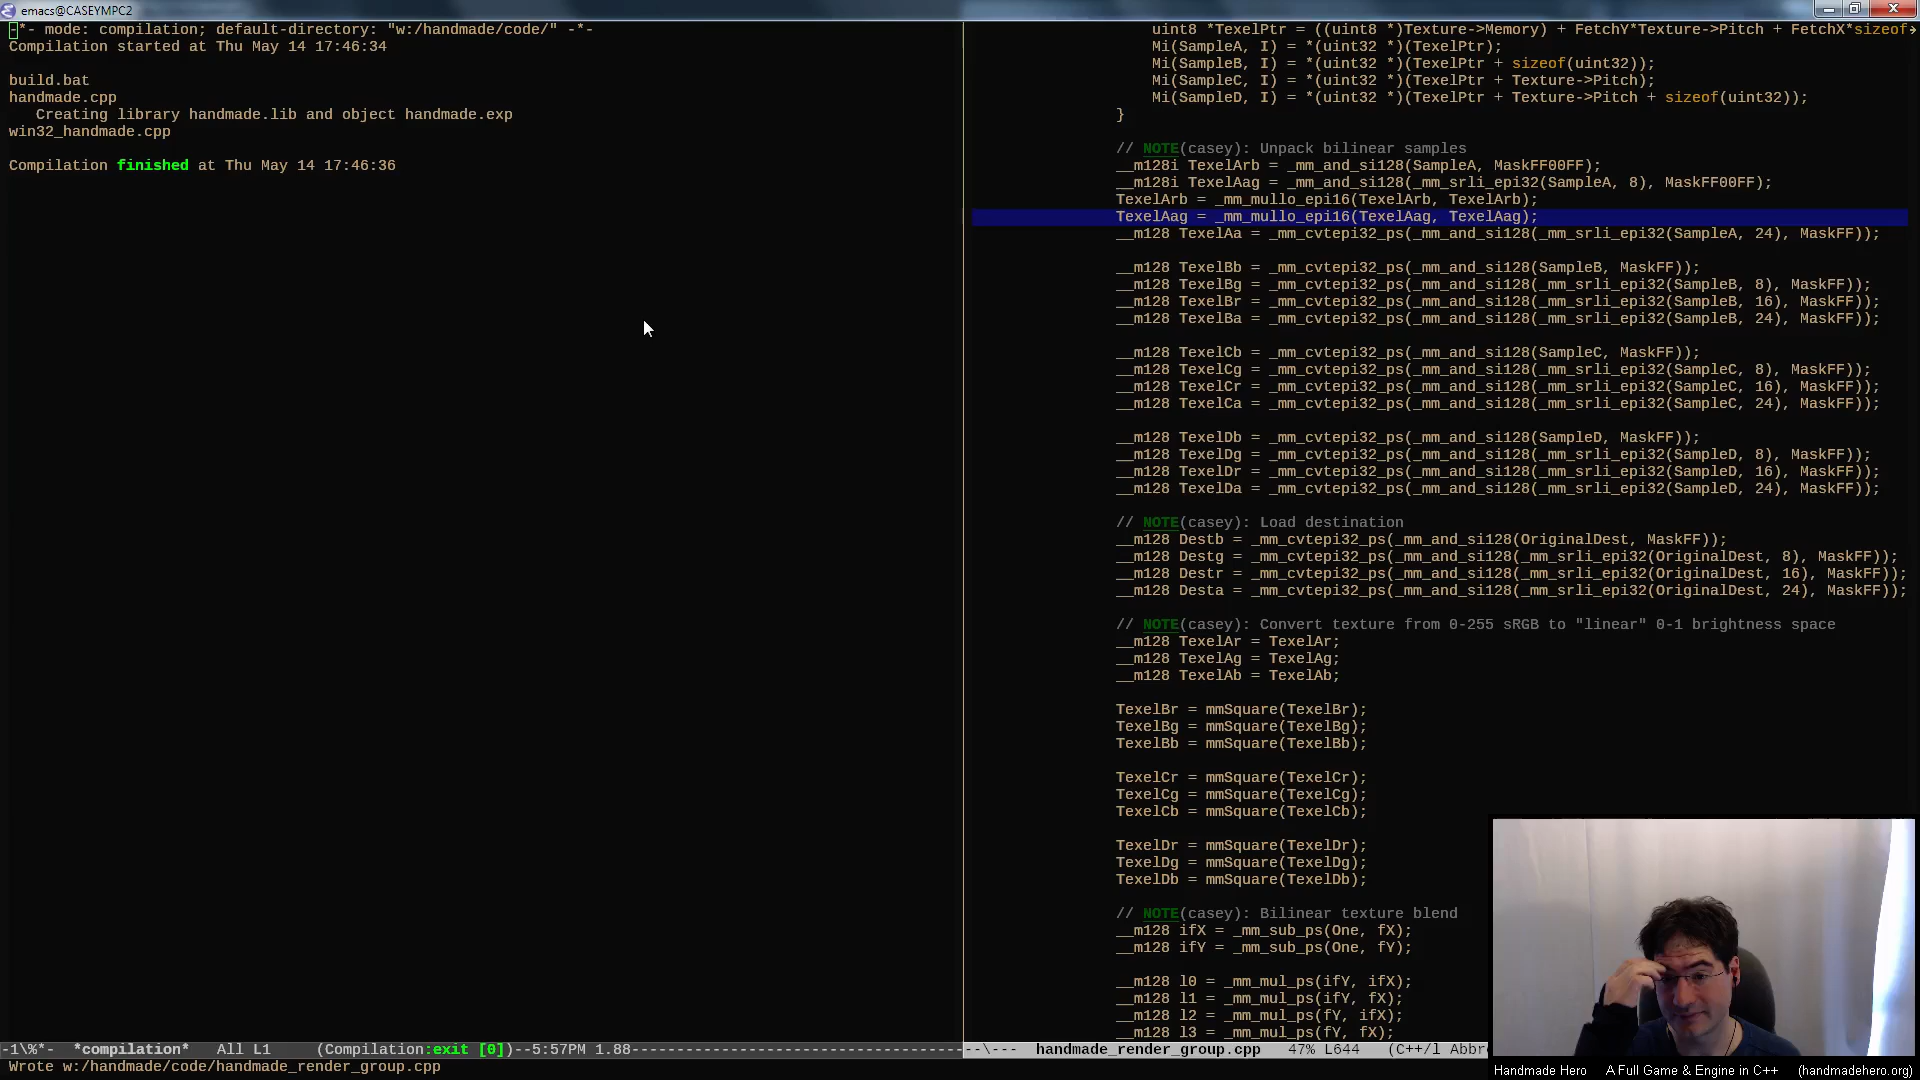 emacs@CASEYMPC2
-*- mode: compilation; default-directory: "w:/handmade/code/" -*-
Compilation started at Thu May 14 17:46:34
build.bat
handmade.cpp
Creating library handmade.lib and object handmade.exp
win32_handmade.cpp
Compilation finished at Thu May 14 17:46:36
uint8 *TexelPtr = ((uint8 *)Texture->Memory) + FetchY*Texture->Pitch + FetchX*sizeof
Mi(SampleA, I) = *(uint32 *)(TexelPtr);
Mi(SampleB, I) = *(uint32 *)(TexelPtr + sizeof(uint32));
Mi(SampleC, I) = *(uint32 *)(TexelPtr + Texture->Pitch);
Mi(SampleD, I) = *(uint32 *)(TexelPtr + Texture->Pitch + sizeof(uint32));
}
// NOTE(casey): Unpack bilinear samples
__m128i TexelArb = _mm_and_si128(SampleA, MaskFF00FF);
__m128i TexelAag = _mm_and_si128(_mm_srli_epi32(SampleA, 8), MaskFF00FF);
TexelArb = _mm_mullo_epi16(TexelArb, TexelArb);
TexelAag = _mm_mullo_epi16(TexelAag, TexelAag);
__m128 TexelAa = _mm_cvtepi32_ps(_mm_and_si128(_mm_srli_epi32(SampleA, 24), MaskFF));
__m128 TexelBb = _mm_cvtepi32_ps(_mm_and_si128(SampleB, MaskFF));
__m128 TexelBg = _mm_cvtepi32_ps(_mm_and_si128(_mm_srli_epi32(SampleB, 8), MaskFF));
__m128 TexelBr = _mm_cvtepi32_ps(_mm_and_si128(_mm_srli_epi32(SampleB, 16), MaskFF));
__m128 TexelBa = _mm_cvtepi32_ps(_mm_and_si128(_mm_srli_epi32(SampleB, 24), MaskFF));
__m128 TexelCb = _mm_cvtepi32_ps(_mm_and_si128(SampleC, MaskFF));
__m128 TexelCg = _mm_cvtepi32_ps(_mm_and_si128(_mm_srli_epi32(SampleC, 8), MaskFF));
__m128 TexelCr = _mm_cvtepi32_ps(_mm_and_si128(_mm_srli_epi32(SampleC, 16), MaskFF));
__m128 TexelCa = _mm_cvtepi32_ps(_mm_and_si128(_mm_srli_epi32(SampleC, 24), MaskFF));
__m128 TexelDb = _mm_cvtepi32_ps(_mm_and_si128(SampleD, MaskFF));
__m128 TexelDg = _mm_cvtepi32_ps(_mm_and_si128(_mm_srli_epi32(SampleD, 8), MaskFF));
__m128 TexelDr = _mm_cvtepi32_ps(_mm_and_si128(_mm_srli_epi32(SampleD, 16), MaskFF));
__m128 TexelDa = _mm_cvtepi32_ps(_mm_and_si128(_mm_srli_epi32(SampleD, 24), MaskFF));
// NOTE(casey): Load destination
__m128 Destb = _mm_cvtepi32_ps(_mm_and_si128(OriginalDest, MaskFF));
__m128 Destg = _mm_cvtepi32_ps(_mm_and_si128(_mm_srli_epi32(OriginalDest, 8), MaskFF));
__m128 Destr = _mm_cvtepi32_ps(_mm_and_si128(_mm_srli_epi32(OriginalDest, 16), MaskFF));
__m128 Desta = _mm_cvtepi32_ps(_mm_and_si128(_mm_srli_epi32(OriginalDest, 24), MaskFF));
// NOTE(casey): Convert texture from 0-255 sRGB to "linear" 0-1 brightness space
__m128 TexelAr = TexelAr;
__m128 TexelAg = TexelAg;
__m128 TexelAb = TexelAb;
TexelBr = mmSquare(TexelBr);
TexelBg = mmSquare(TexelBg);
TexelBb = mmSquare(TexelBb);
TexelCr = mmSquare(TexelCr);
TexelCg = mmSquare(TexelCg);
TexelCb = mmSquare(TexelCb);
TexelDr = mmSquare(TexelDr);
TexelDg = mmSquare(TexelDg);
TexelDb = mmSquare(TexelDb);
// NOTE(casey): Bilinear texture blend
__m128 ifX = _mm_sub_ps(One, fX);
__m128 ifY = _mm_sub_ps(One, fY);
__m128 l0 = _mm_mul_ps(ifY, ifX);
__m128 l1 = _mm_mul_ps(ifY, fX);
__m128 l2 = _mm_mul_ps(fY, ifX);
__m128 l3 = _mm_mul_ps(fY, fX);
-1\%*- *compilation* All L1 (Compilation:exit [0])--5:57PM 1.88
--\--- handmade_render_group.cpp 47% L644 (C++/l Abbre
Wrote w:/handmade/code/handmade_render_group.cpp
Handmade Hero A Full Game & Engine in C++ (handmadehero.org)